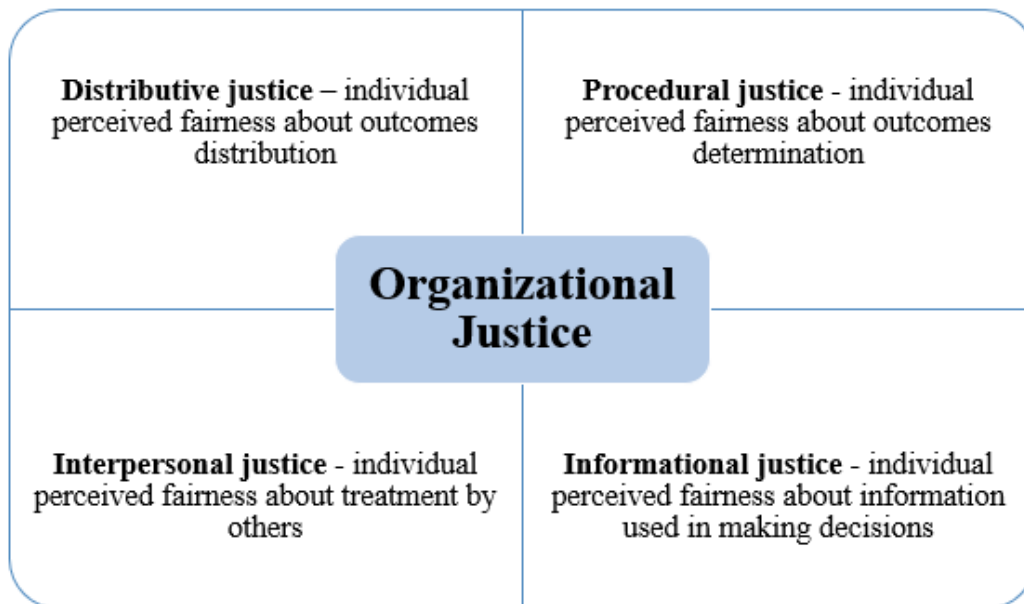 Distributive justice – individual
perceived fairness about outcomes
distribution
Procedural justice - individual
perceived fairness about outcomes
determination
Organizational
Justice
Interpersonal justice - individual
perceived fairness about treatment by
others
Informational justice - individual
perceived fairness about information
used in making decisions